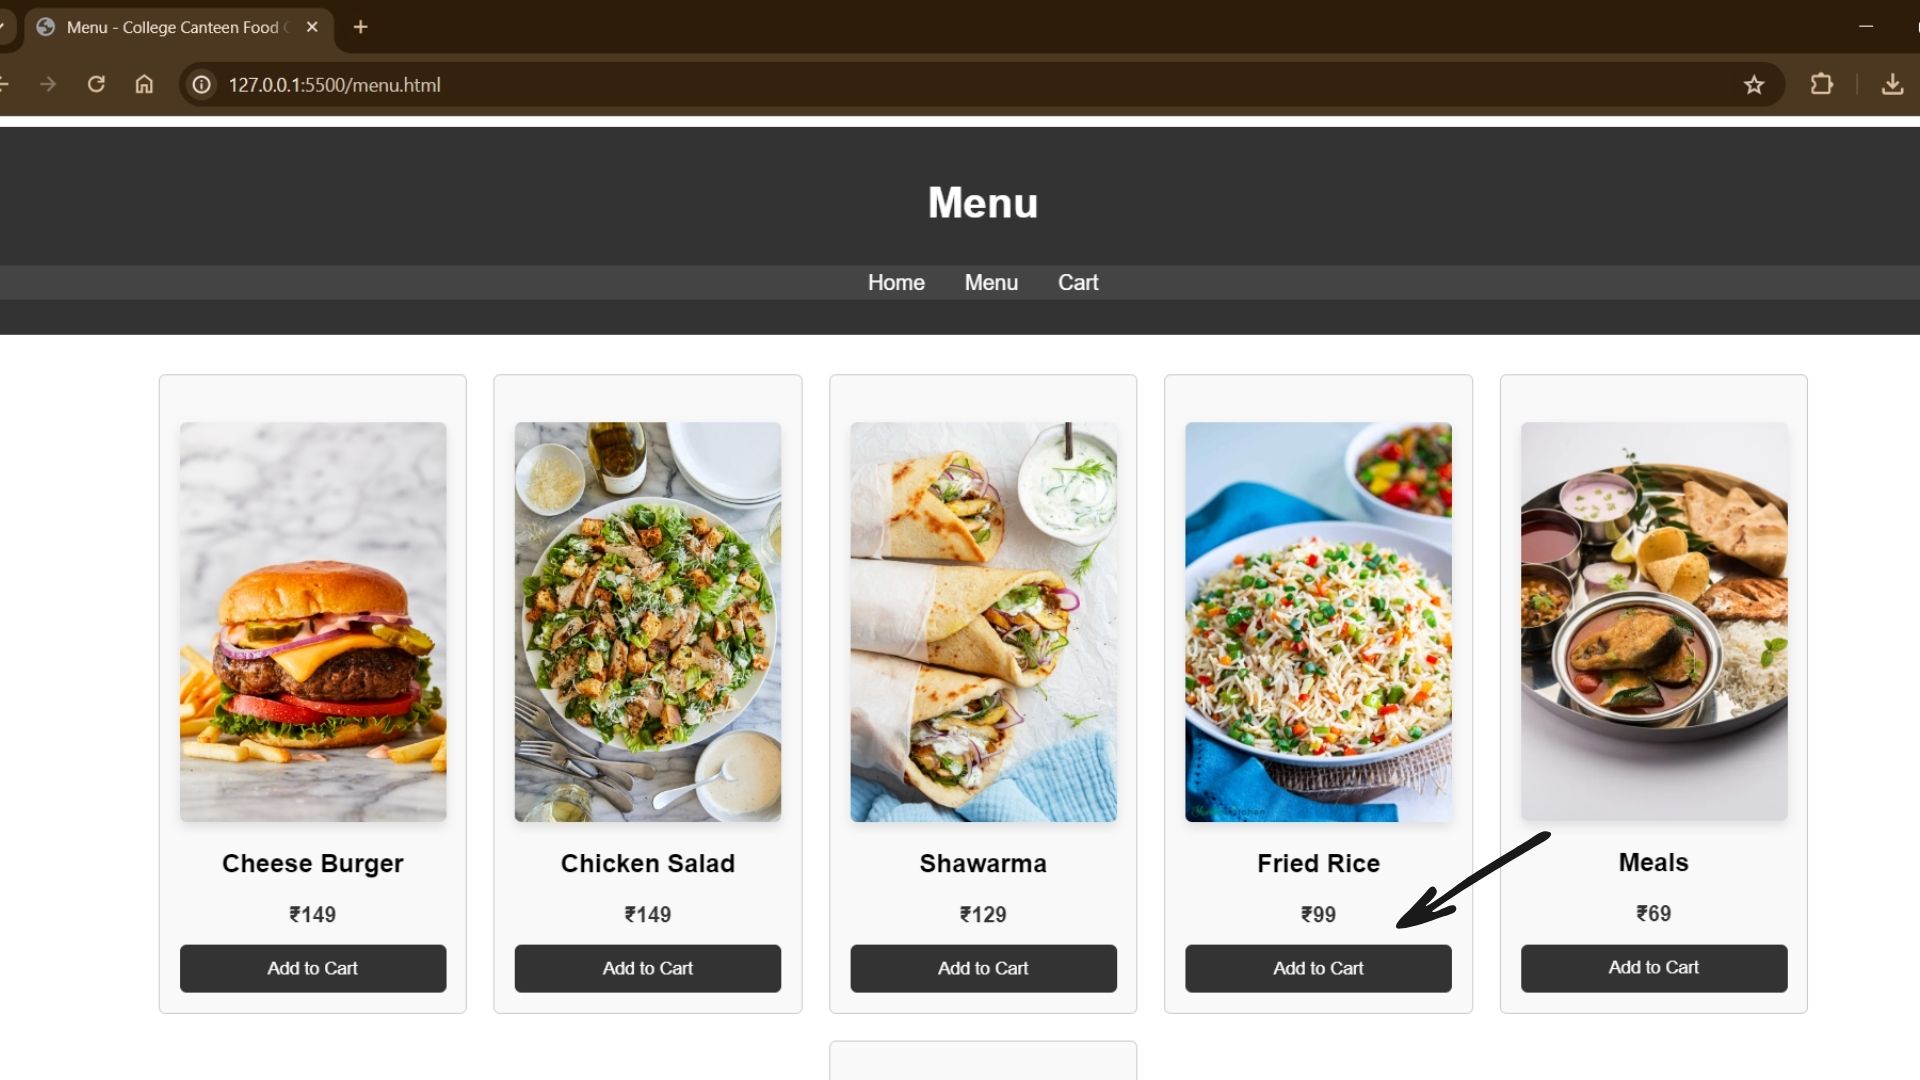 Menu - College Canteen Food
127.0.0.1:5500/menu.html
Menu
Home Menu Cart
Cheese Burger
₹149
Add to Cart
Chicken Salad
₹149
Add to Cart
Shawarma
₹129
Add to Cart
Fried Rice
₹99
Add to Cart
Meals
₹69
Add to Cart